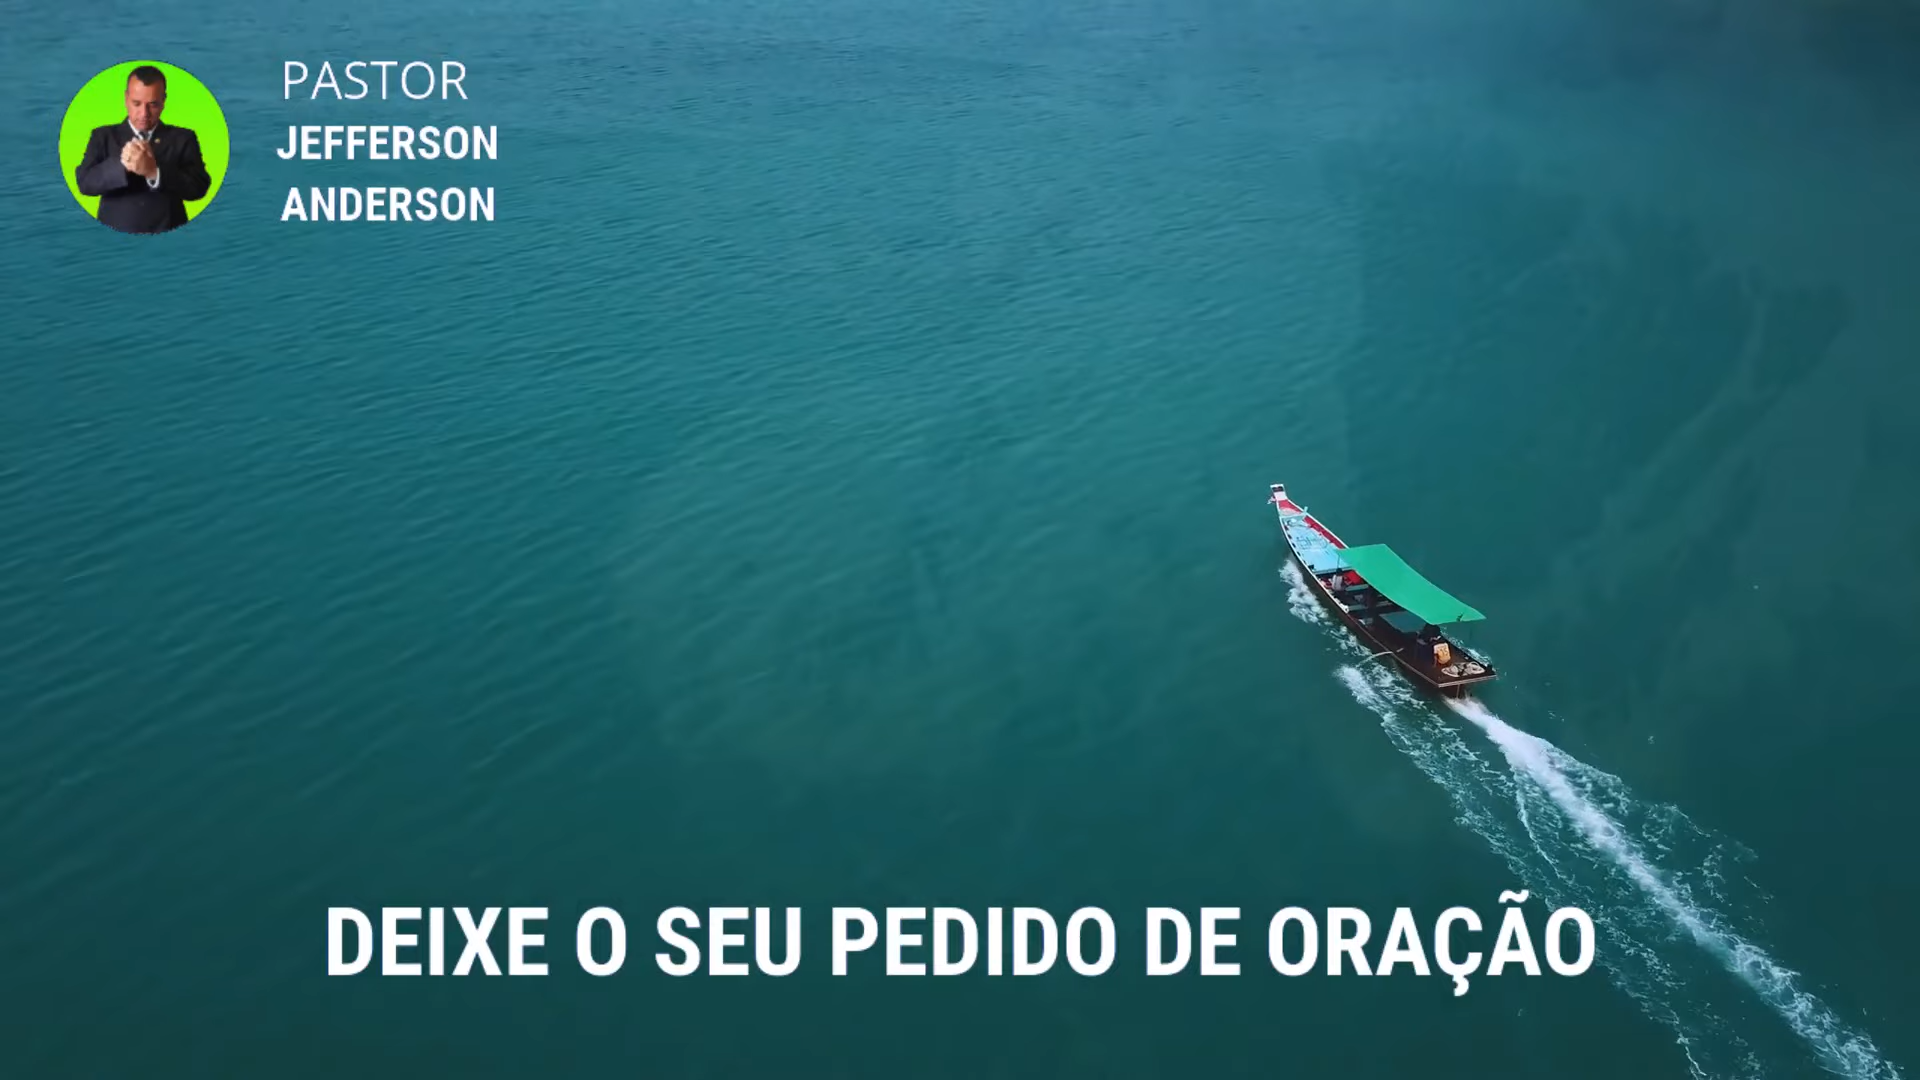 PASTOR
JEFFERSON
ANDERSON
DEIXE O SEU PEDIDO DE ORAÇÃO